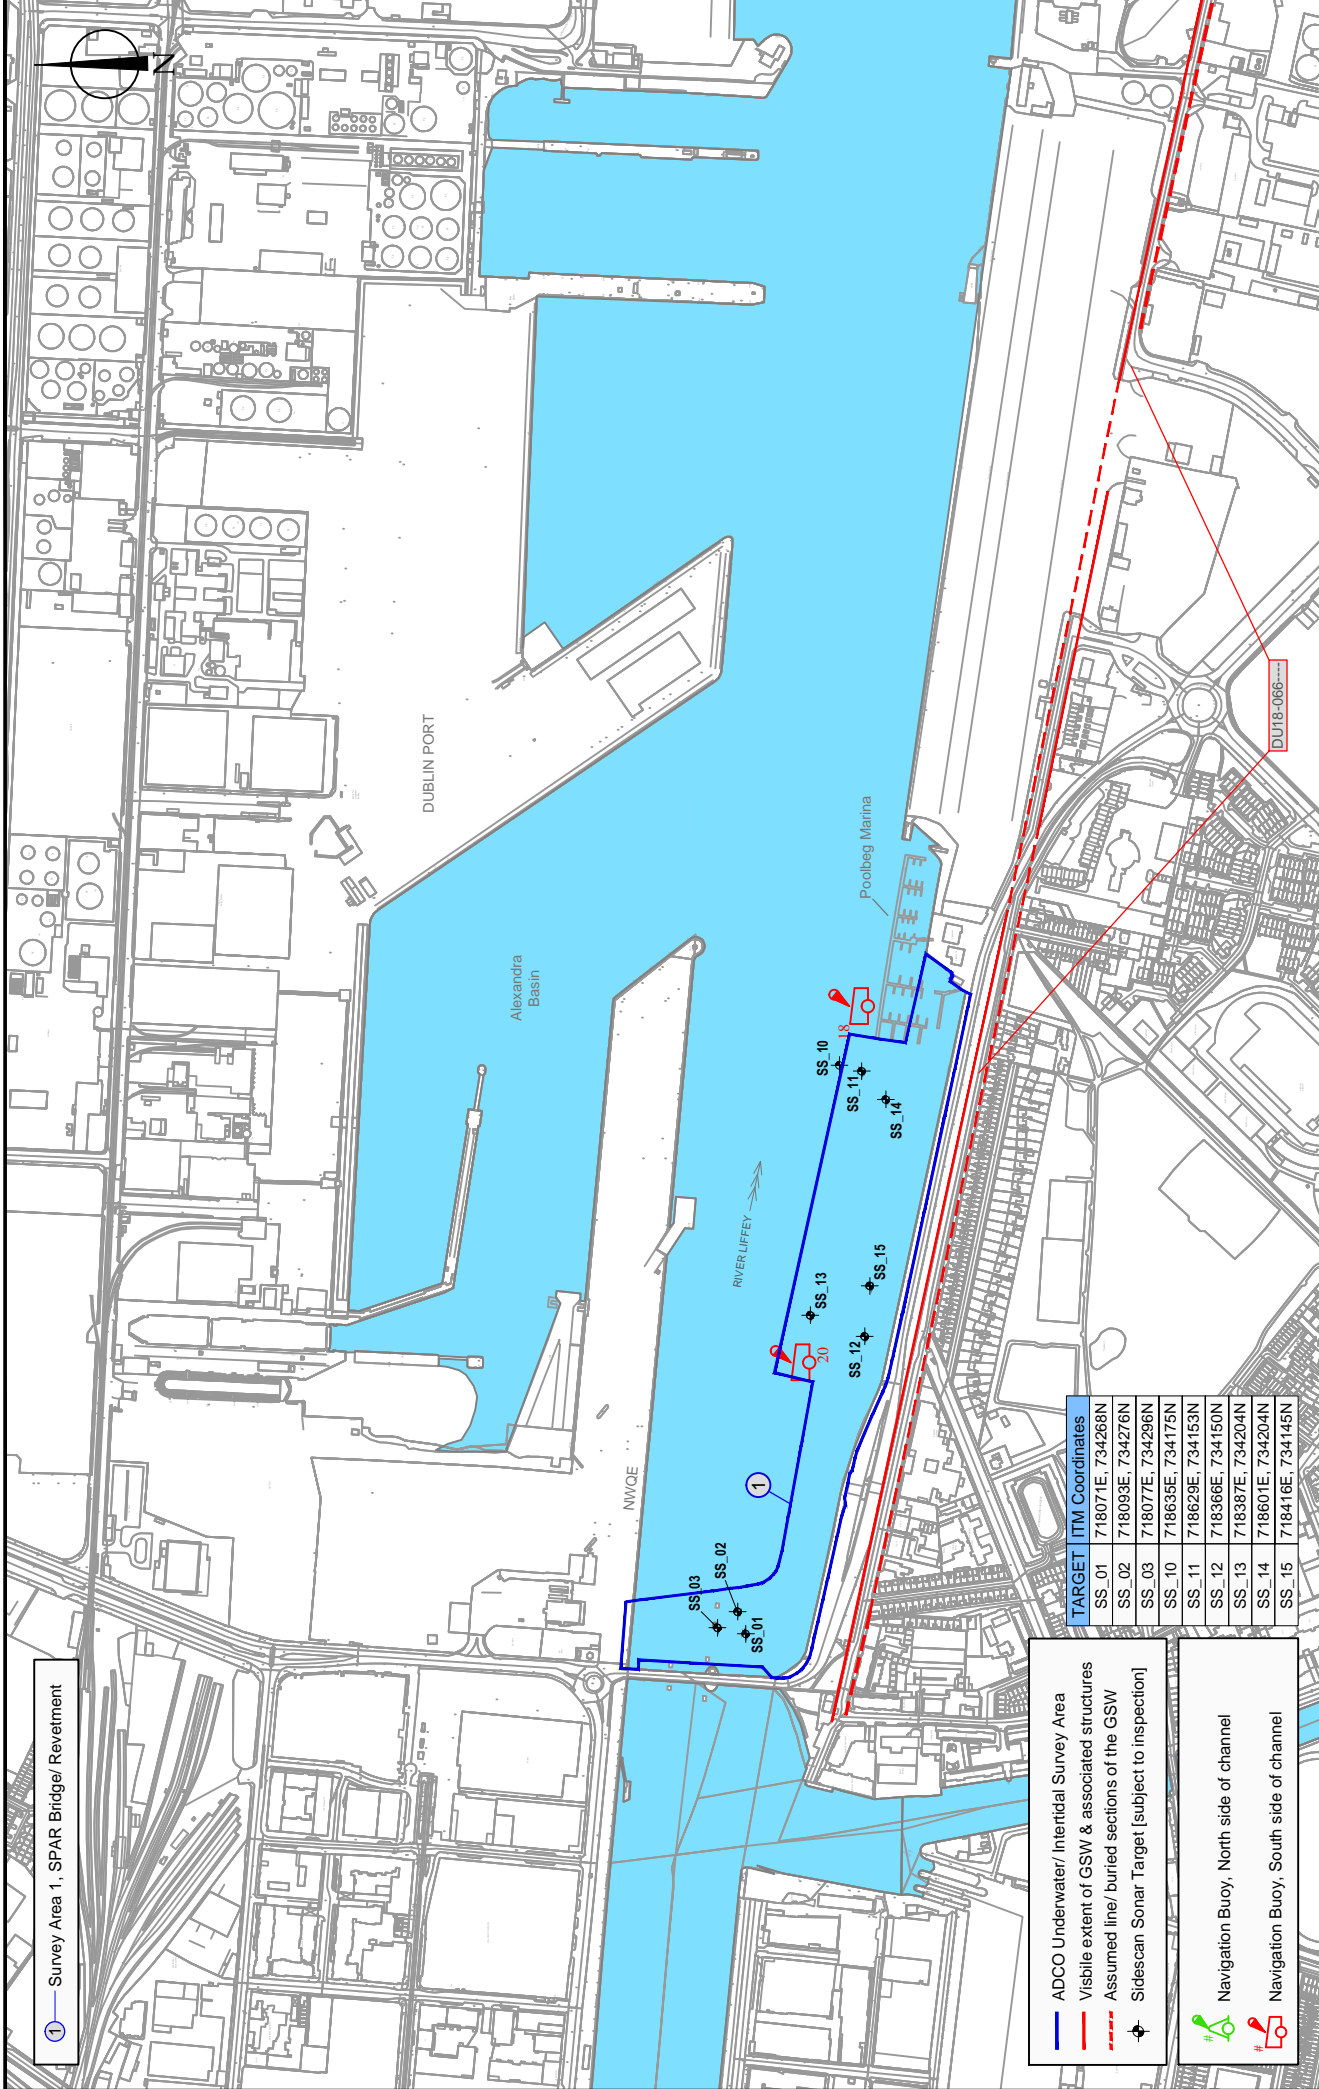 N
1
Survey Area 1, SPAR Bridge/ Revetment
DUBLIN PORT
Alexandra
Basin
NWQE
RIVER LIFFEY
Poolbeg Marina
1
18
20
SS_03
SS_02
SS_01
SS_13
SS_12
SS_15
SS_10
SS_11
SS_14
DU18-066----
ADCO Underwater/ Intertidal Survey Area
Visbile extent of GSW & associated structures
Assumed line/ buried sections of the GSW
Sidescan Sonar Target [subject to inspection]
# Navigation Buoy, North side of channel
# Navigation Buoy, South side of channel
TARGET ITM Coordinates
SS_01 718071E, 734268N
SS_02 718093E, 734276N
SS_03 718077E, 734296N
SS_10 718635E, 734175N
SS_11 718629E, 734153N
SS_12 718366E, 734150N
SS_13 718387E, 734204N
SS_14 718601E, 734204N
SS_15 718416E, 734145N